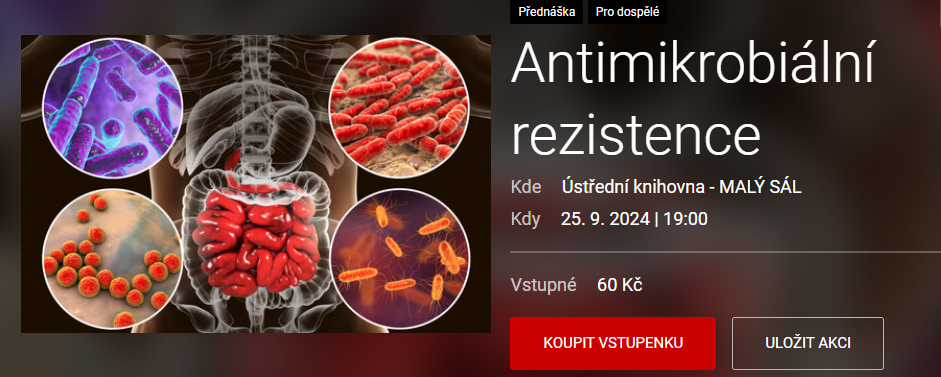 Přednáška
Pro dospělé
Antimikrobiální
rezistence
Kde Ústřední knihovna - MALÝ SÁL
Kdy 25. 9. 2024 | 19:00
Vstupné 60 Kč
KOUPIT VSTUPENKU
ULOŽIT AKCI